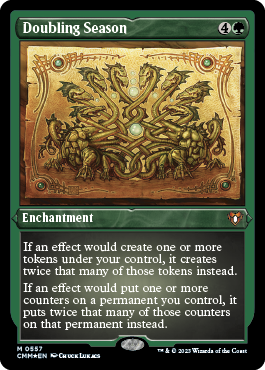 Doubling Season 4
Enchantment
If an effect would create one or more
tokens under your control, it creates
twice that many of those tokens instead.
If an effect would put one or more
counters on a permanent you control, it
puts twice that many of those counters
on that permanent instead.
M 0557
CMM★EN Chuck Lukacs
™ & © 2023 Wizards of the Coast